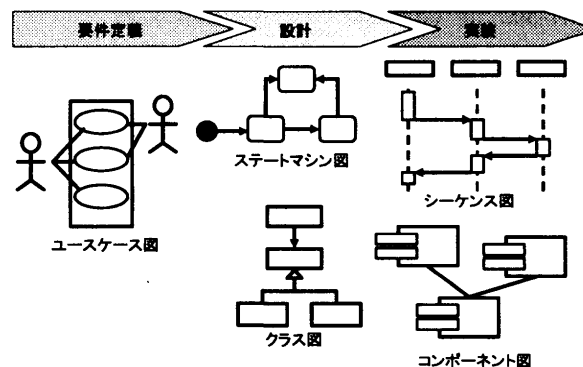 要件定義
設計
実装
ステートマシン図
シーケンス図
ユースケース図
クラス図
コンポーネント図